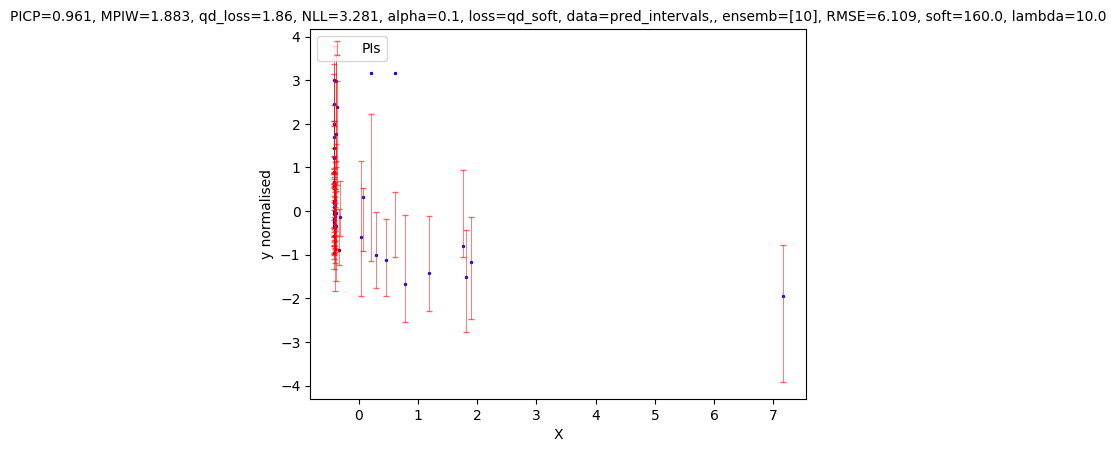 PICP=0.961, MPIW=1.883, qd_loss=1.86, NLL=3.281, alpha=0.1, loss=qd_soft, data=pred_intervals,, ensemb=[10], RMSE=6.109, soft=160.0, lambda=10.0
PIs
4
3
2
1
0
−1
−2
−3
−4
y normalised
0 1 2 3 4 5 6 7
X